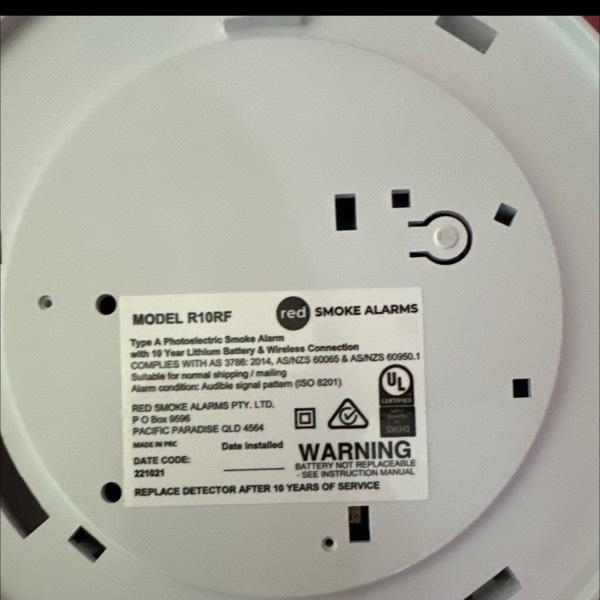 MODEL R10RF
red SMOKE ALARMS
Type A Photoelectric Smoke Alarm
with 10 Year Lithium Battery & Wireless Connection
COMPLIES WITH AS 3786: 2014, AS/NZS 60065 & AS/NZS 60950.1
Suitable for normal shipping / mailing
Alarm condition: Audible signal pattern (ISO 8201)
UL
CERTIFIED
RED SMOKE ALARMS PTY. LTD.
P O Box 9596
PACIFIC PARADISE QLD 4564
MADE IN PRC
Date Installed
DATE CODE:
221021
WARNING
BATTERY NOT REPLACEABLE
- SEE INSTRUCTION MANUAL
REPLACE DETECTOR AFTER 10 YEARS OF SERVICE